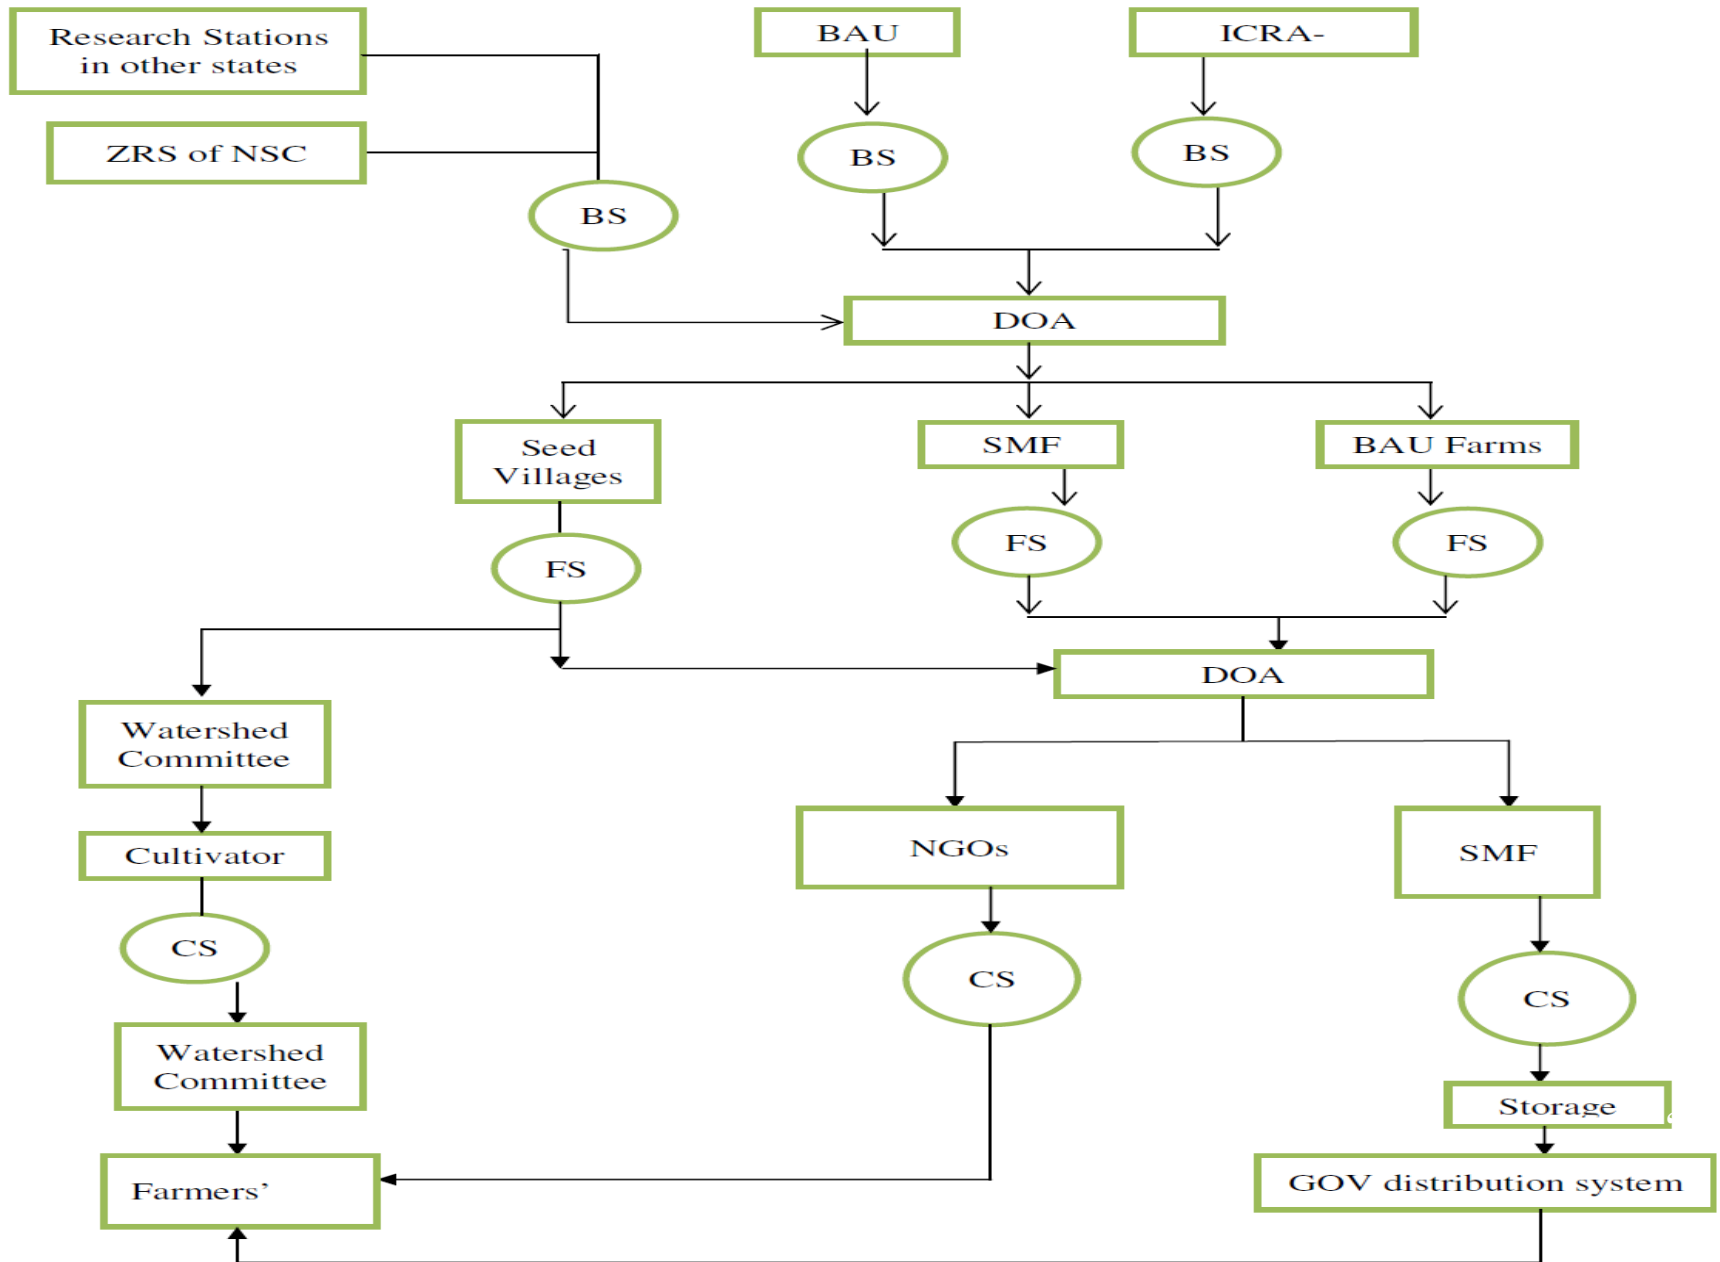 Research Stations
in other states
BAU
ICRA-
ZRS of NSC
BS
BS
BS
DOA
Seed
Villages
SMF
BAU Farms
FS
FS
FS
DOA
Watershed
Committee
NGOs
SMF
Cultivator
CS
CS
CS
Watershed
Committee
Storage
Farmers’
GOV distribution system